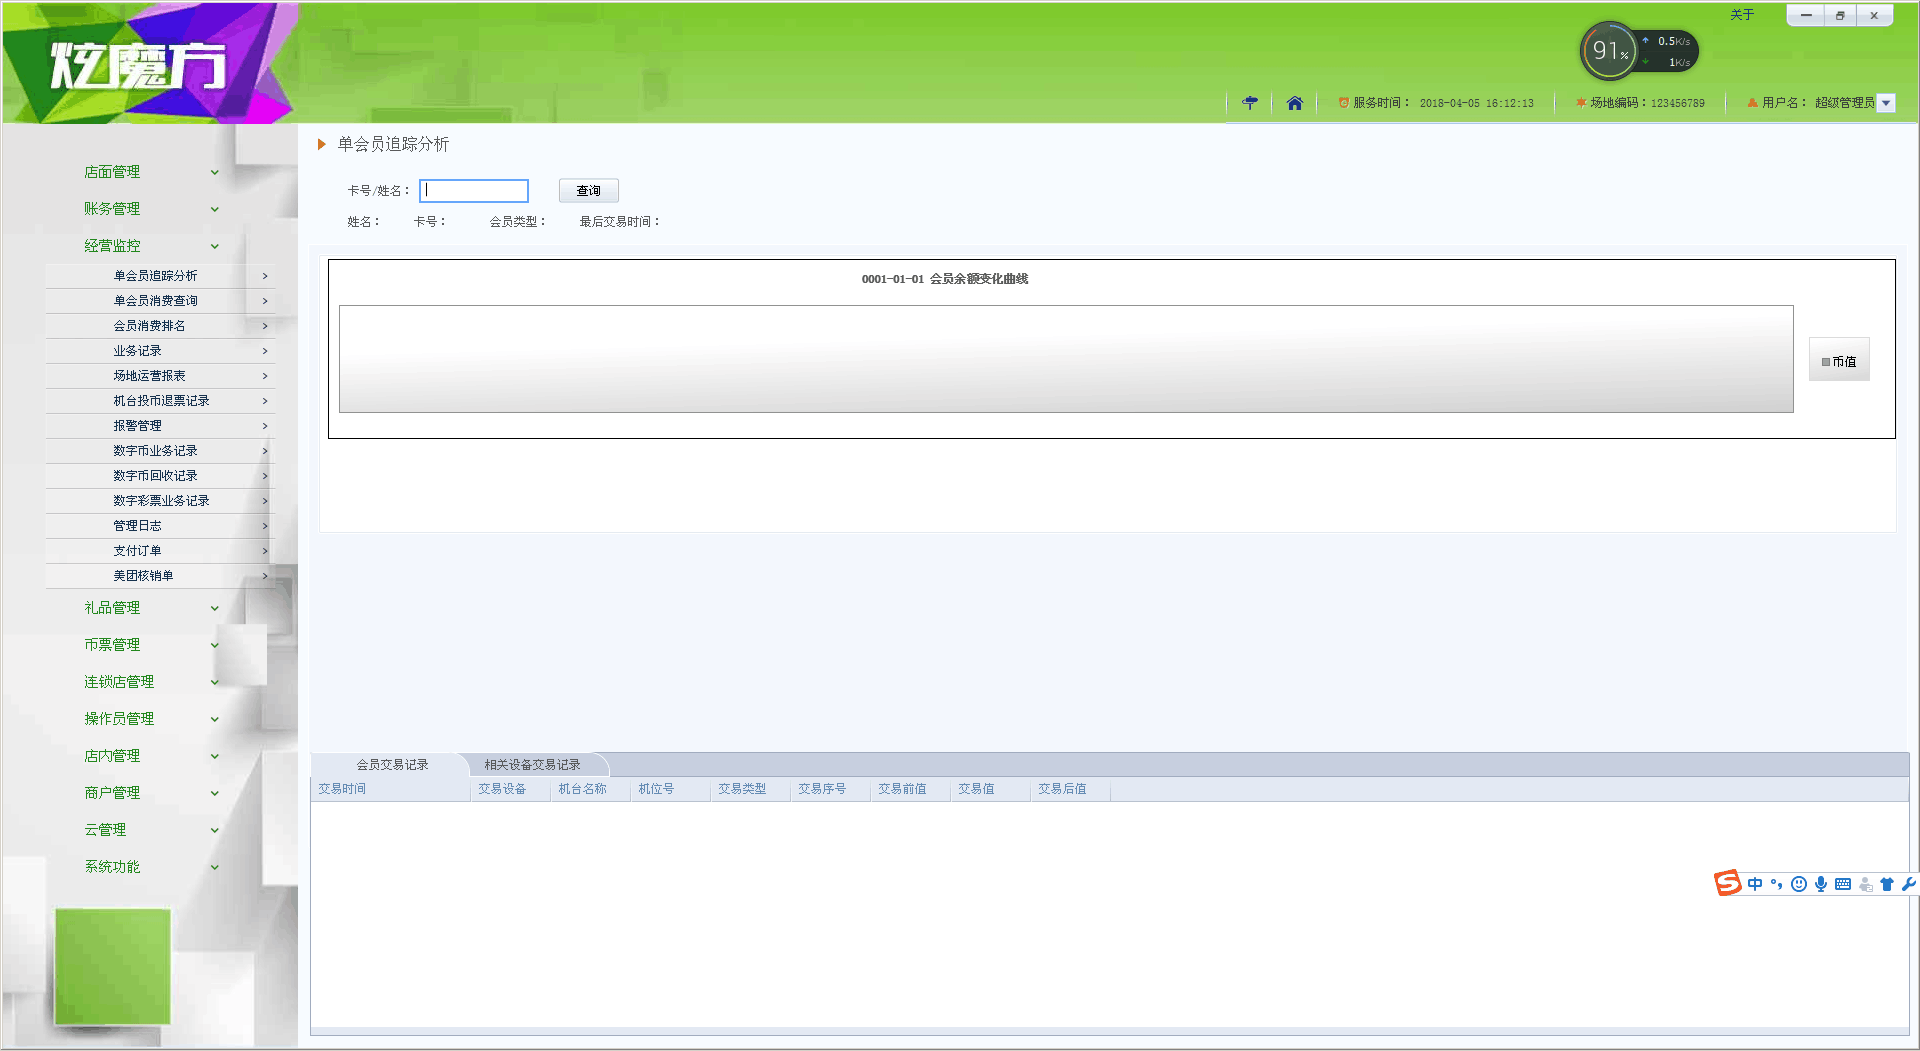 炫魔方
关于
91%
0.5K/s
1K/s
服务时间： 2018-04-05 16:12:13
场地编码：123456789
用户名： 超级管理员
店面管理
账务管理
经营监控
单会员追踪分析
单会员消费查询
会员消费排名
业务记录
场地运营报表
机台投币退票记录
报警管理
数字币业务记录
数字币回收记录
数字彩票业务记录
管理日志
支付订单
美团核销单
礼品管理
币票管理
连锁店管理
操作员管理
店内管理
商户管理
云管理
系统功能
单会员追踪分析
卡号/姓名： 查询
姓名： 卡号： 会员类型： 最后交易时间：
0001-01-01 会员余额变化曲线
币值
会员交易记录 相关设备交易记录
交易时间 交易设备 机台名称 机位号 交易类型 交易序号 交易前值 交易值 交易后值
S 中